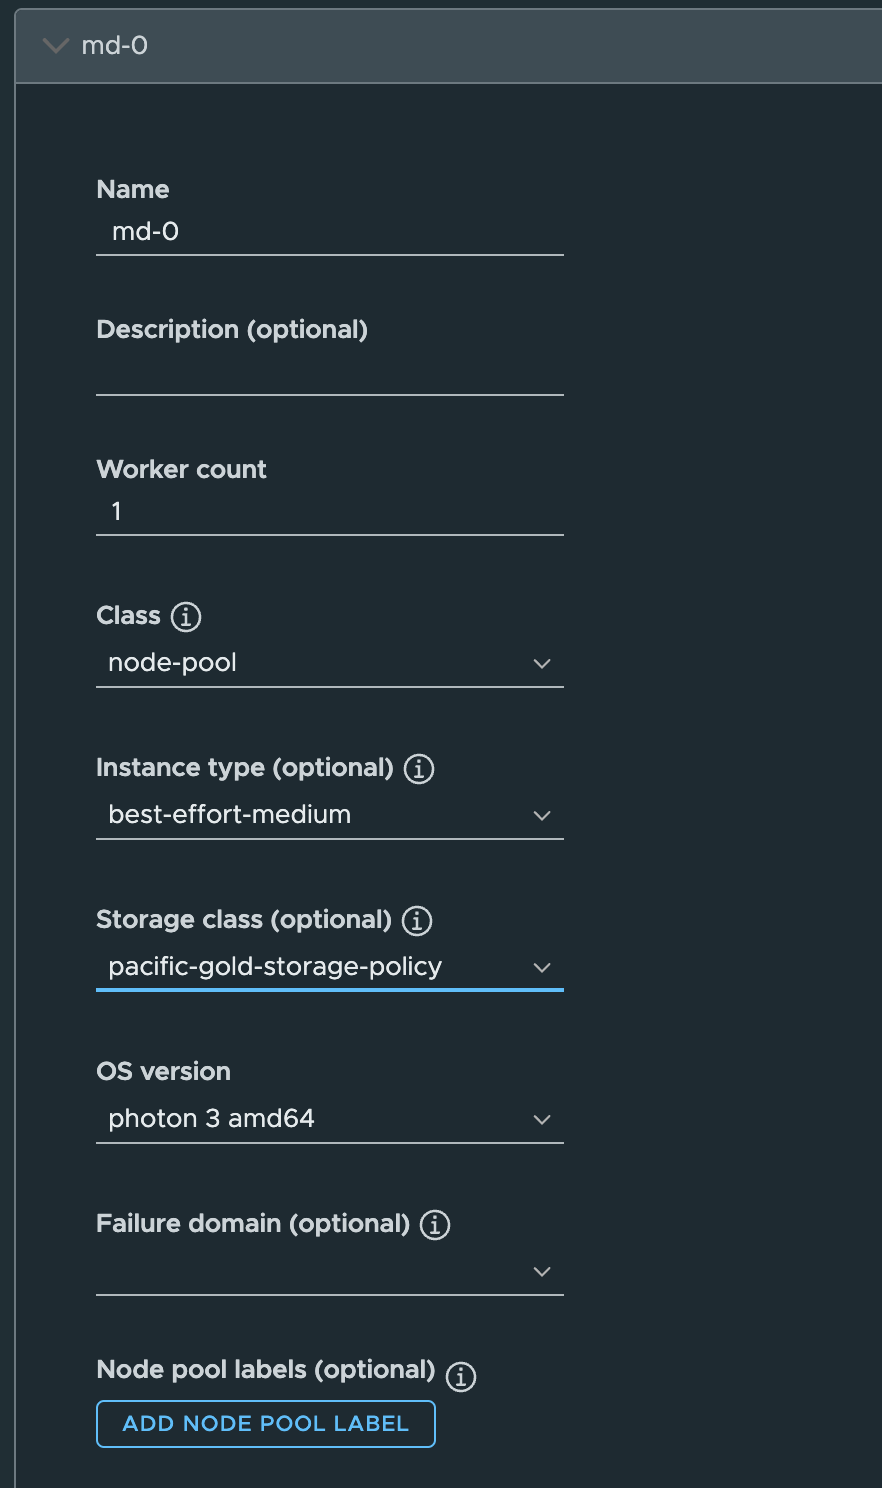 md-0
Name
md-0
Description (optional)
Worker count
1
Class
node-pool
Instance type (optional)
best-effort-medium
Storage class (optional)
pacific-gold-storage-policy
OS version
photon 3 amd64
Failure domain (optional)
Node pool labels (optional)
ADD NODE POOL LABEL